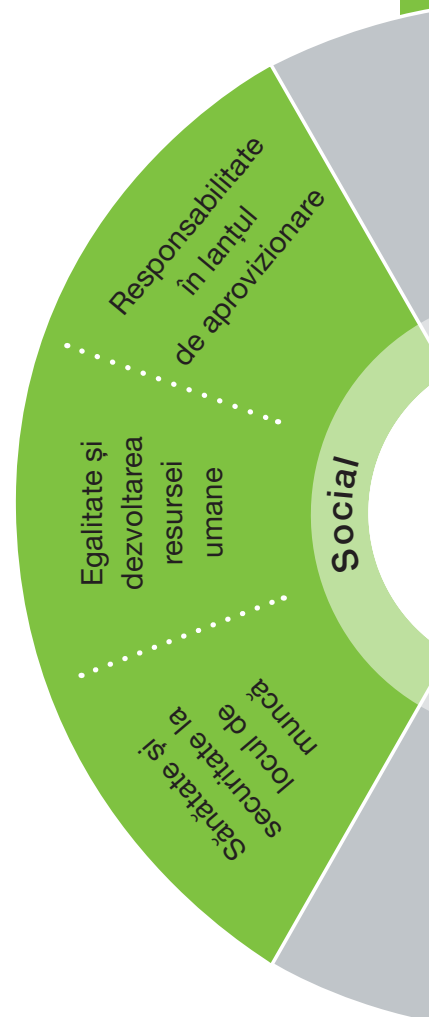 Responsabilitate
în lanțul
de aprovizionare
Egalitate și
dezvoltarea
resursei
umane
Sănătate și
securitate la
locul de
muncă
Social